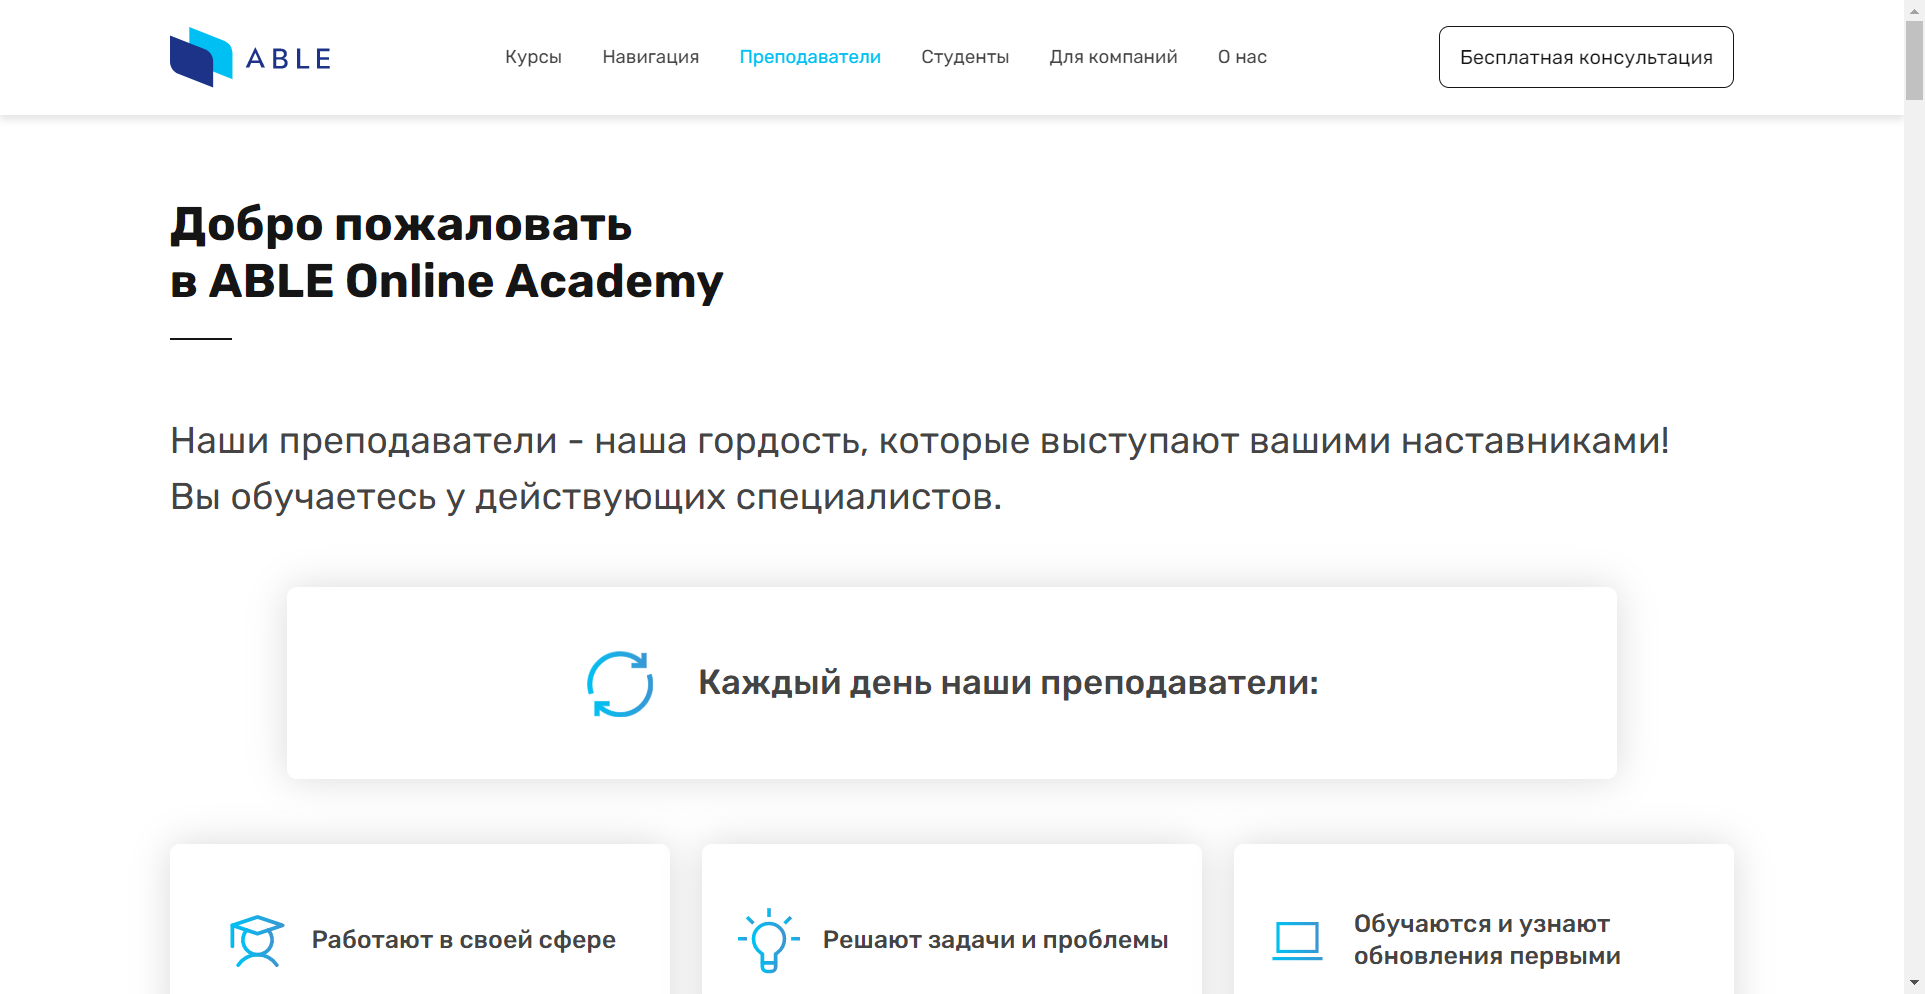 ABLE
Курсы
Навигация
Преподаватели
Студенты
Для компаний
О нас
Бесплатная консультация
Добро пожаловать
в ABLE Online Academy
Наши преподаватели - наша гордость, которые выступают вашими наставниками!
Вы обучаетесь у действующих специалистов.
Каждый день наши преподаватели:
Работают в своей сфере
Решают задачи и проблемы
Обучаются и узнают
обновления первыми